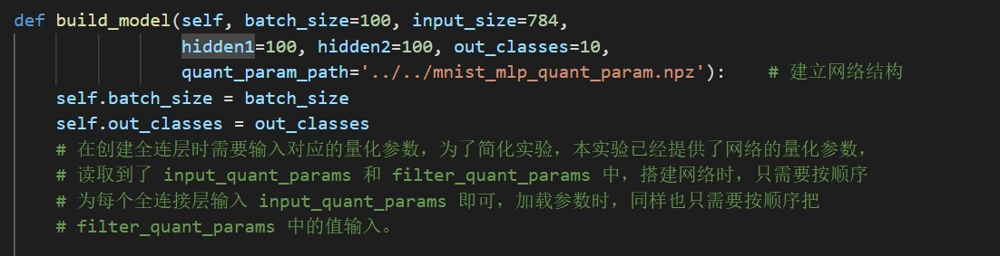 def build_model(self, batch_size=100, input_size=784,
hidden1=100, hidden2=100, out_classes=10,
quant_param_path='../../mnist_mlp_quant_param.npz'): # 建立网络结构
self.batch_size = batch_size
self.out_classes = out_classes
# 在创建全连层时需要输入对应的量化参数，为了简化实验，本实验已经提供了网络的量化参数，
# 读取到了 input_quant_params 和 filter_quant_params 中，搭建网络时，只需要按顺序
# 为每个全连接层输入 input_quant_params 即可，加载参数时，同样也只需要按顺序把
# filter_quant_params 中的值输入。